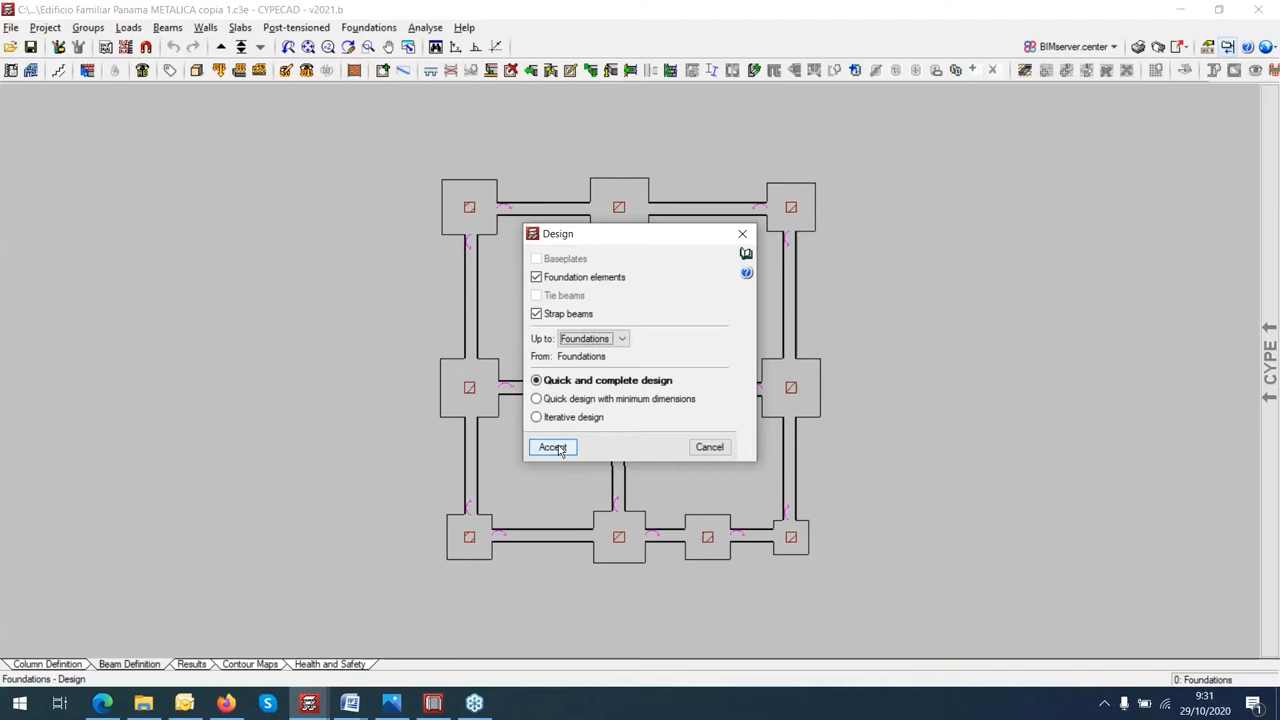 C:\...\Edificio Familiar Panama METALICA copia 1.c3e - CYPECAD - v2021.b
File Project Groups Loads Beams Walls Slabs Post-tensioned Foundations Analyse Help
BIMserver.center
Design
Baseplates
Foundation elements
Tie beams
Strap beams
Up to: Foundations
From: Foundations
Quick and complete design
Quick design with minimum dimensions
Iterative design
Accept Cancel
CYPE
Column Definition Beam Definition Results Contour Maps Health and Safety
Foundations - Design 0: Foundations
9:31
29/10/2020
1